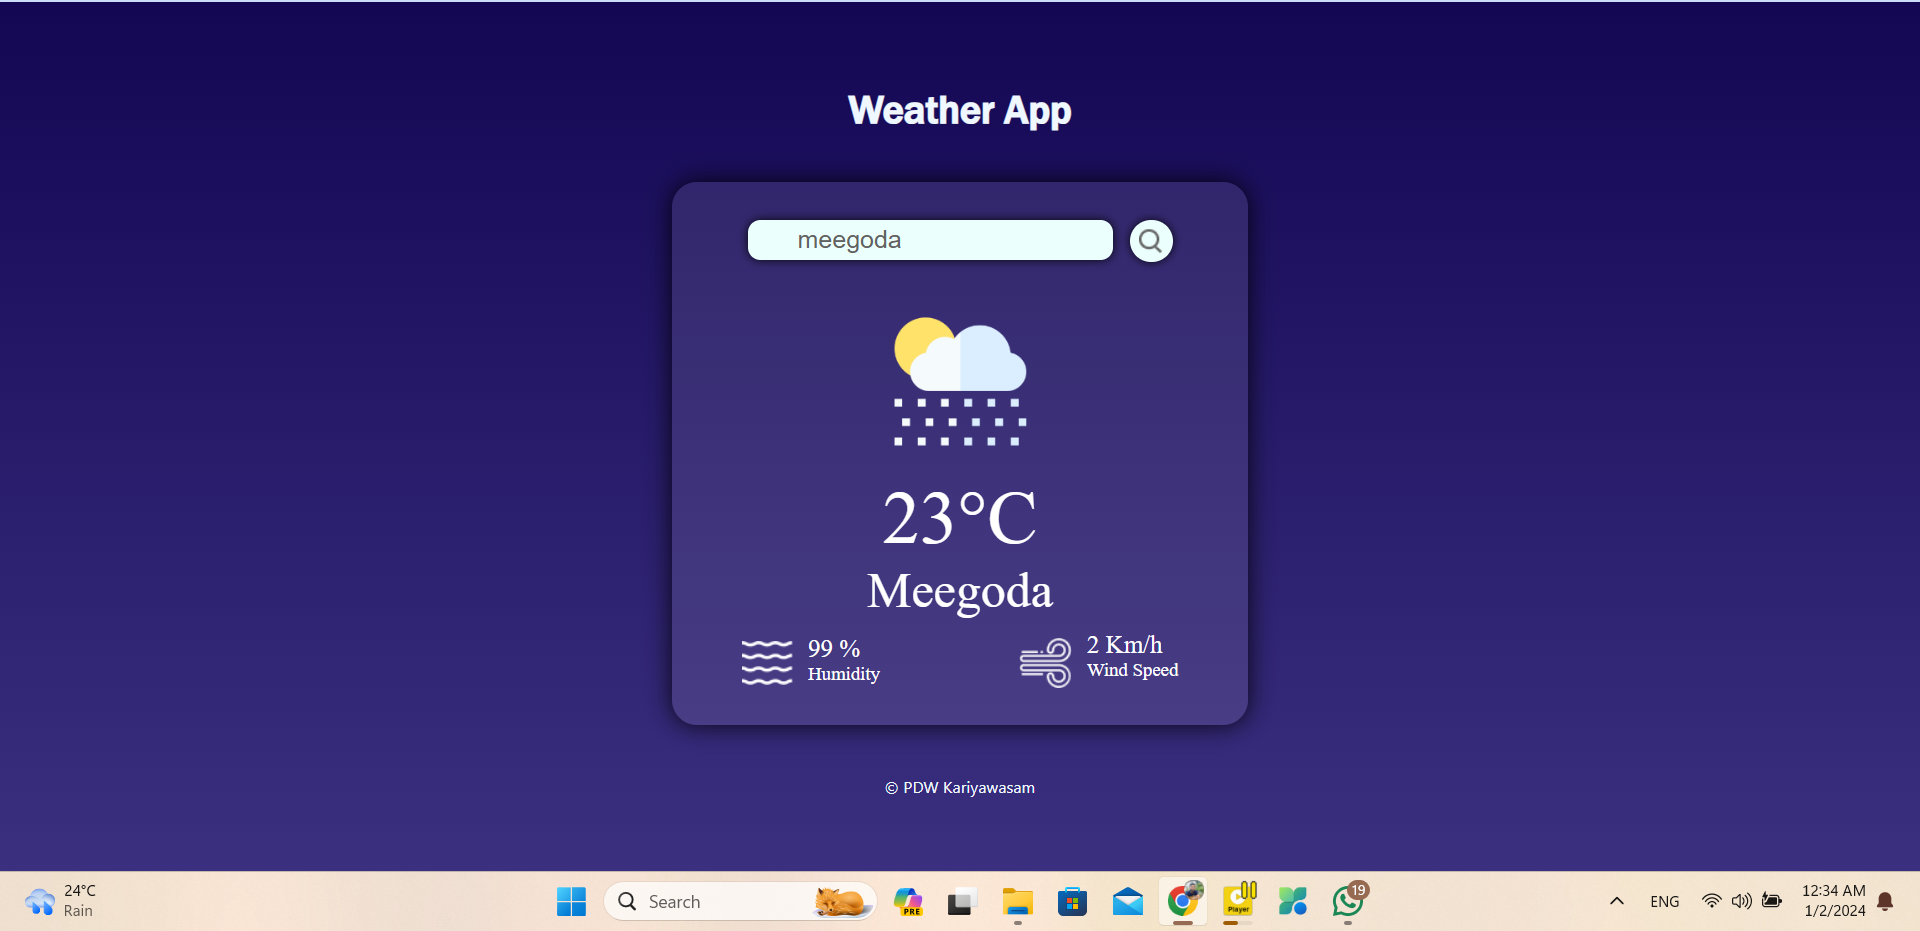 Weather App
meegoda
23°C
Meegoda
99 %
Humidity
2 Km/h
Wind Speed
© PDW Kariyawasam
24°C
Rain
Search
PRE
Player
19
ENG
12:34 AM
1/2/2024